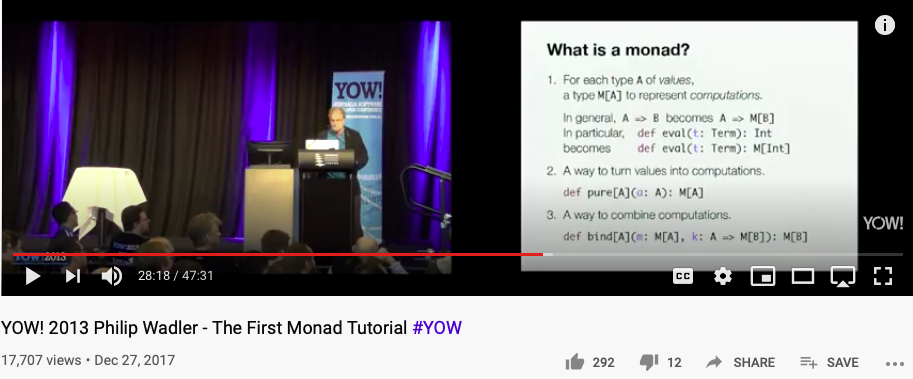 YOW!
What is a monad?
1. For each type A of values,
a type M[A] to represent computations.
In general, A => B becomes A => M[B]
In particular, def eval(t: Term): Int
becomes def eval(t: Term): M[Int]
2. A way to turn values into computations.
def pure[A](a: A): M[A]
3. A way to combine computations.
def bind[A](m: M[A], k: A => M[B]): M[B]
YOW!
YOW! 2013
28:18 / 47:31
CC
YOW! 2013 Philip Wadler - The First Monad Tutorial #YOW
17,707 views • Dec 27, 2017
292
12
SHARE
SAVE